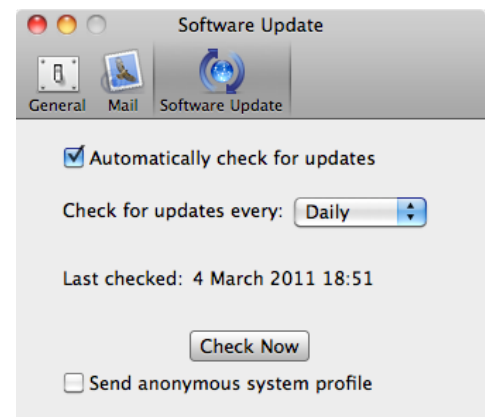 Software Update
General Mail Software Update
Automatically check for updates
Check for updates every: Daily
Last checked: 4 March 2011 18:51
Check Now
Send anonymous system profile